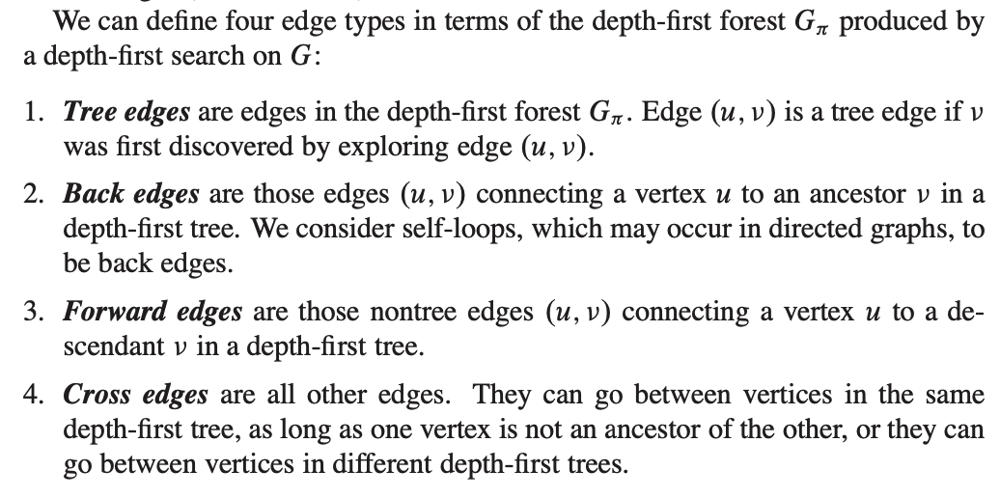 We can define four edge types in terms of the depth-first forest Gπ produced by
a depth-first search on G:
1. Tree edges are edges in the depth-first forest Gπ. Edge (u, v) is a tree edge if v
was first discovered by exploring edge (u, v).
2. Back edges are those edges (u, v) connecting a vertex u to an ancestor v in a
depth-first tree. We consider self-loops, which may occur in directed graphs, to
be back edges.
3. Forward edges are those nontree edges (u, v) connecting a vertex u to a de-
scendant v in a depth-first tree.
4. Cross edges are all other edges. They can go between vertices in the same
depth-first tree, as long as one vertex is not an ancestor of the other, or they can
go between vertices in different depth-first trees.